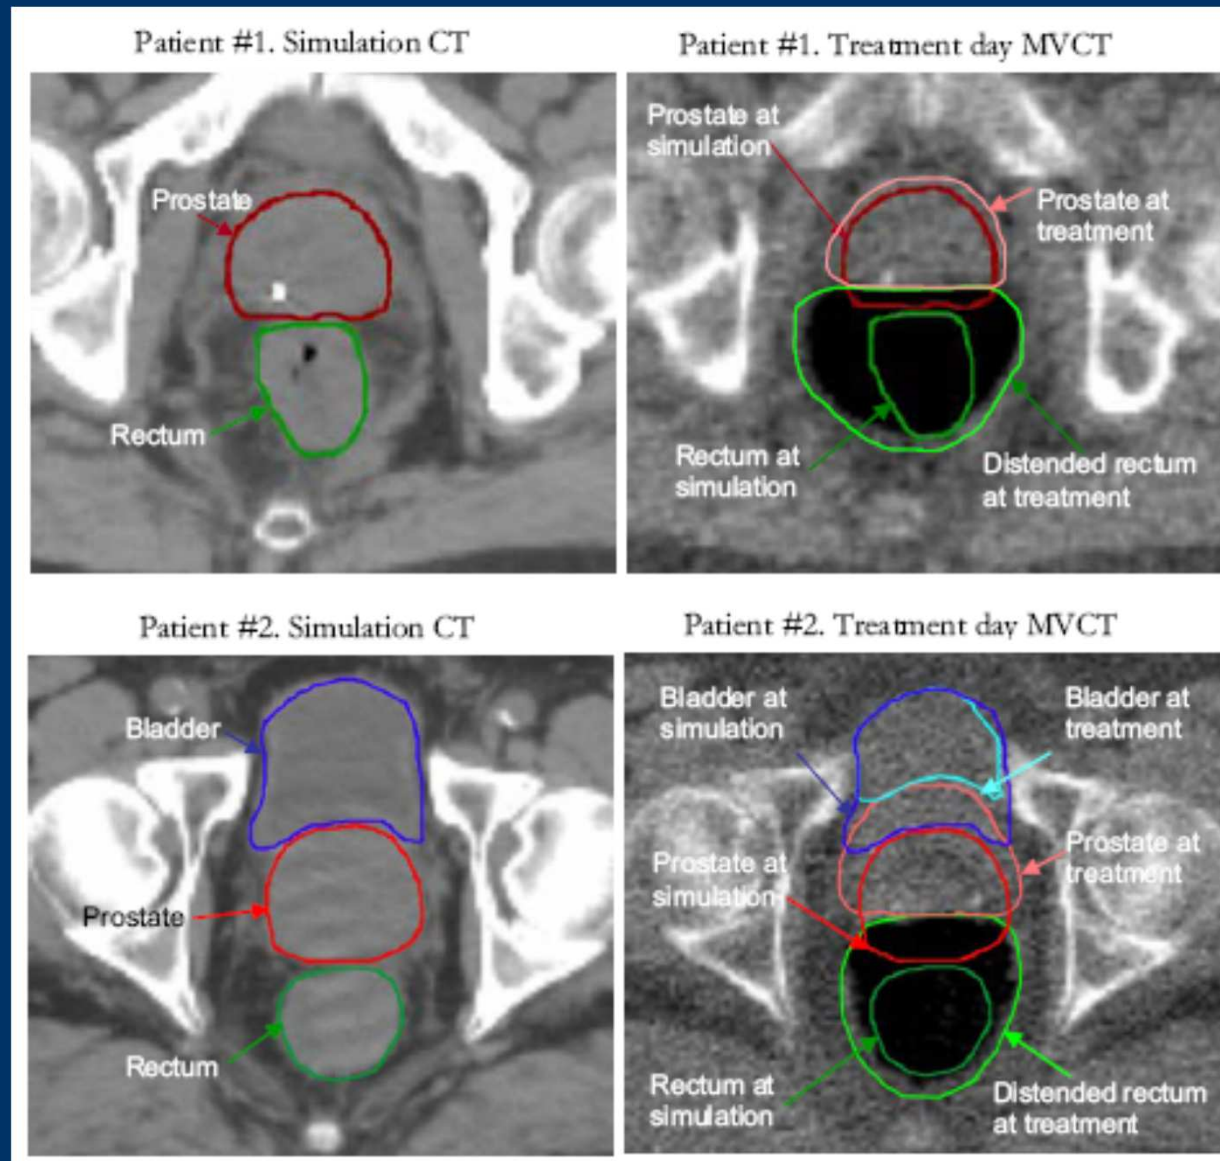 Patient #1. Simulation CT
Patient #1. Treatment day MVCT
Prostate
Rectum
Prostate at
simulation
Prostate at
treatment
Rectum at
simulation
Distended rectum
at treatment
Patient #2. Simulation CT
Patient #2. Treatment day MVCT
Bladder
Prostate
Rectum
Bladder at
simulation
Bladder at
treatment
Prostate at
simulation
Prostate at
treatment
Rectum at
simulation
Distended rectum
at treatment